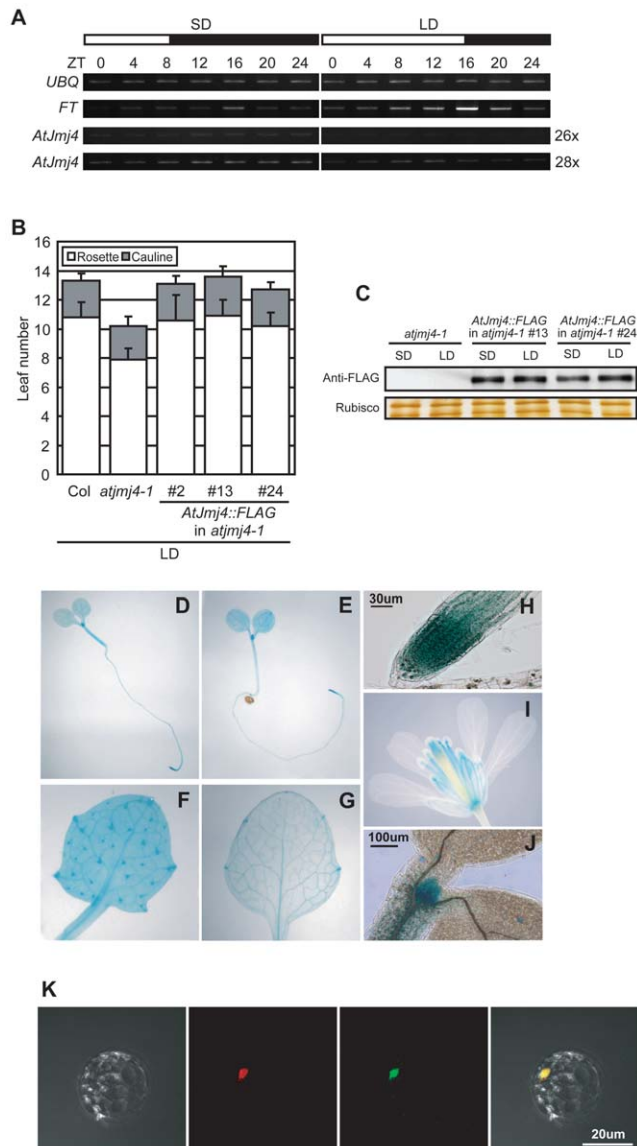 A
SD LD
ZT 0 4 8 12 16 20 24 0 4 8 12 16 20 24
UBQ
FT
AtJmj4 26x
AtJmj4 28x
B
16
14
12
10
8
6
4
2
0
Leaf number
Rosette Cauline
Col atjmj4-1 #2 #13 #24
AtJmj4::FLAG
in atjmj4-1
LD
C
atjmj4-1 AtJmj4::FLAG in atjmj4-1 #13 AtJmj4::FLAG in atjmj4-1 #24
SD LD SD LD SD LD
Anti-FLAG
Rubisco
D
E
30um
H
I
F
G
100um
J
K
20um